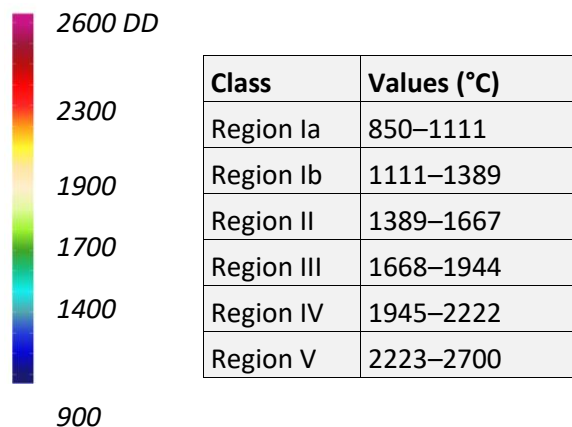 2600 DD
2300
1900
1700
1400
900
Class Values (°C)
Region Ia 850–1111
Region Ib 1111–1389
Region II 1389–1667
Region III 1668–1944
Region IV 1945–2222
Region V 2223–2700